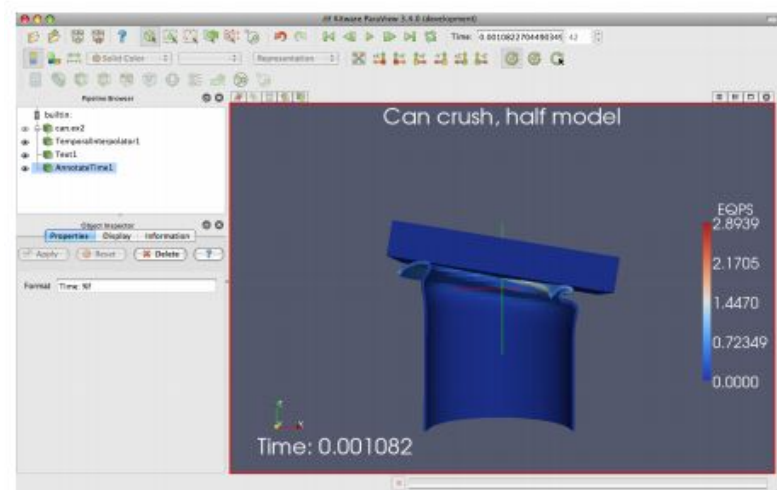 Kitware ParaView 3.4.0 (development)
Time: 0.0010822704490349 42
Solid Color Representation
Pipeline Browser
builtin:
can.ex2
TemporalInterpolator1
Text1
AnnotateTime1
Object Inspector
Properties Display Information
Apply Reset Delete ?
Format Time: %f
Can crush, half model
EQPS
2.8939
2.1705
1.4470
0.72349
0.0000
Time: 0.001082